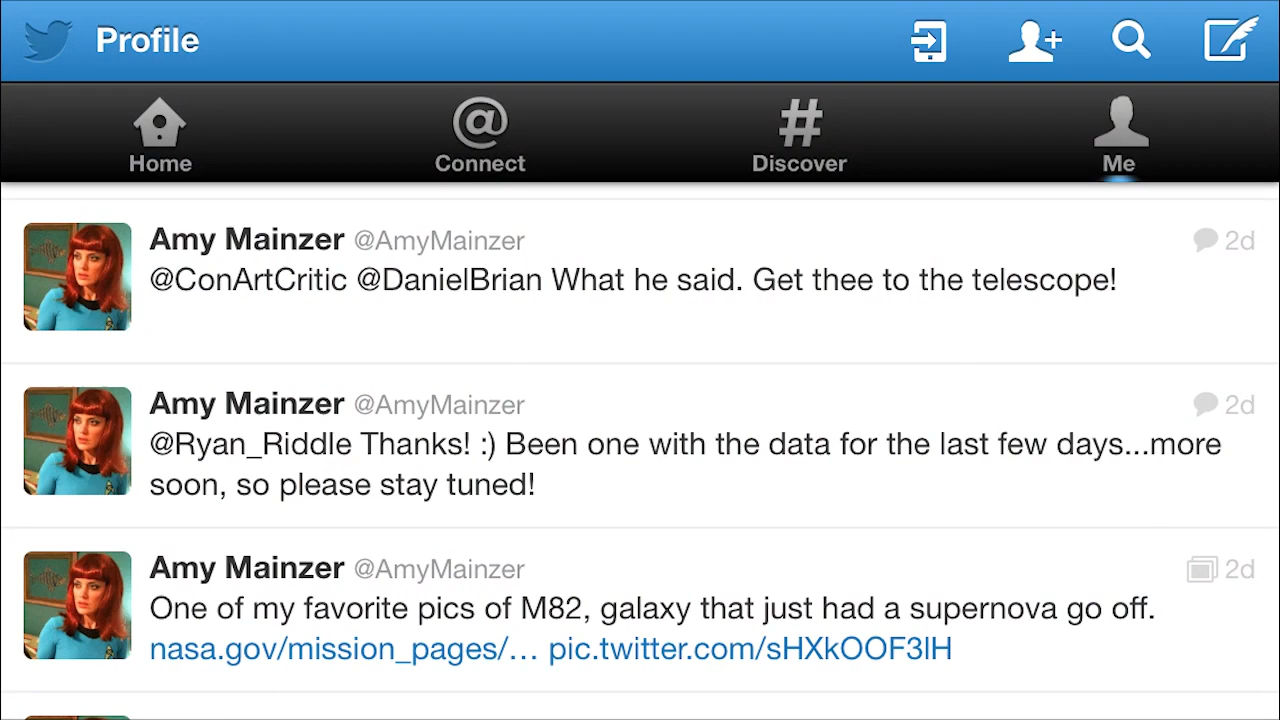 Profile
Home
Connect
Discover
Me
Amy Mainzer @AmyMainzer 2d
@ConArtCritic @DanielBrian What he said. Get thee to the telescope!
Amy Mainzer @AmyMainzer 2d
@Ryan_Riddle Thanks! :) Been one with the data for the last few days...more
soon, so please stay tuned!
Amy Mainzer @AmyMainzer 2d
One of my favorite pics of M82, galaxy that just had a supernova go off.
nasa.gov/mission_pages/… pic.twitter.com/sHXkOOF3lH